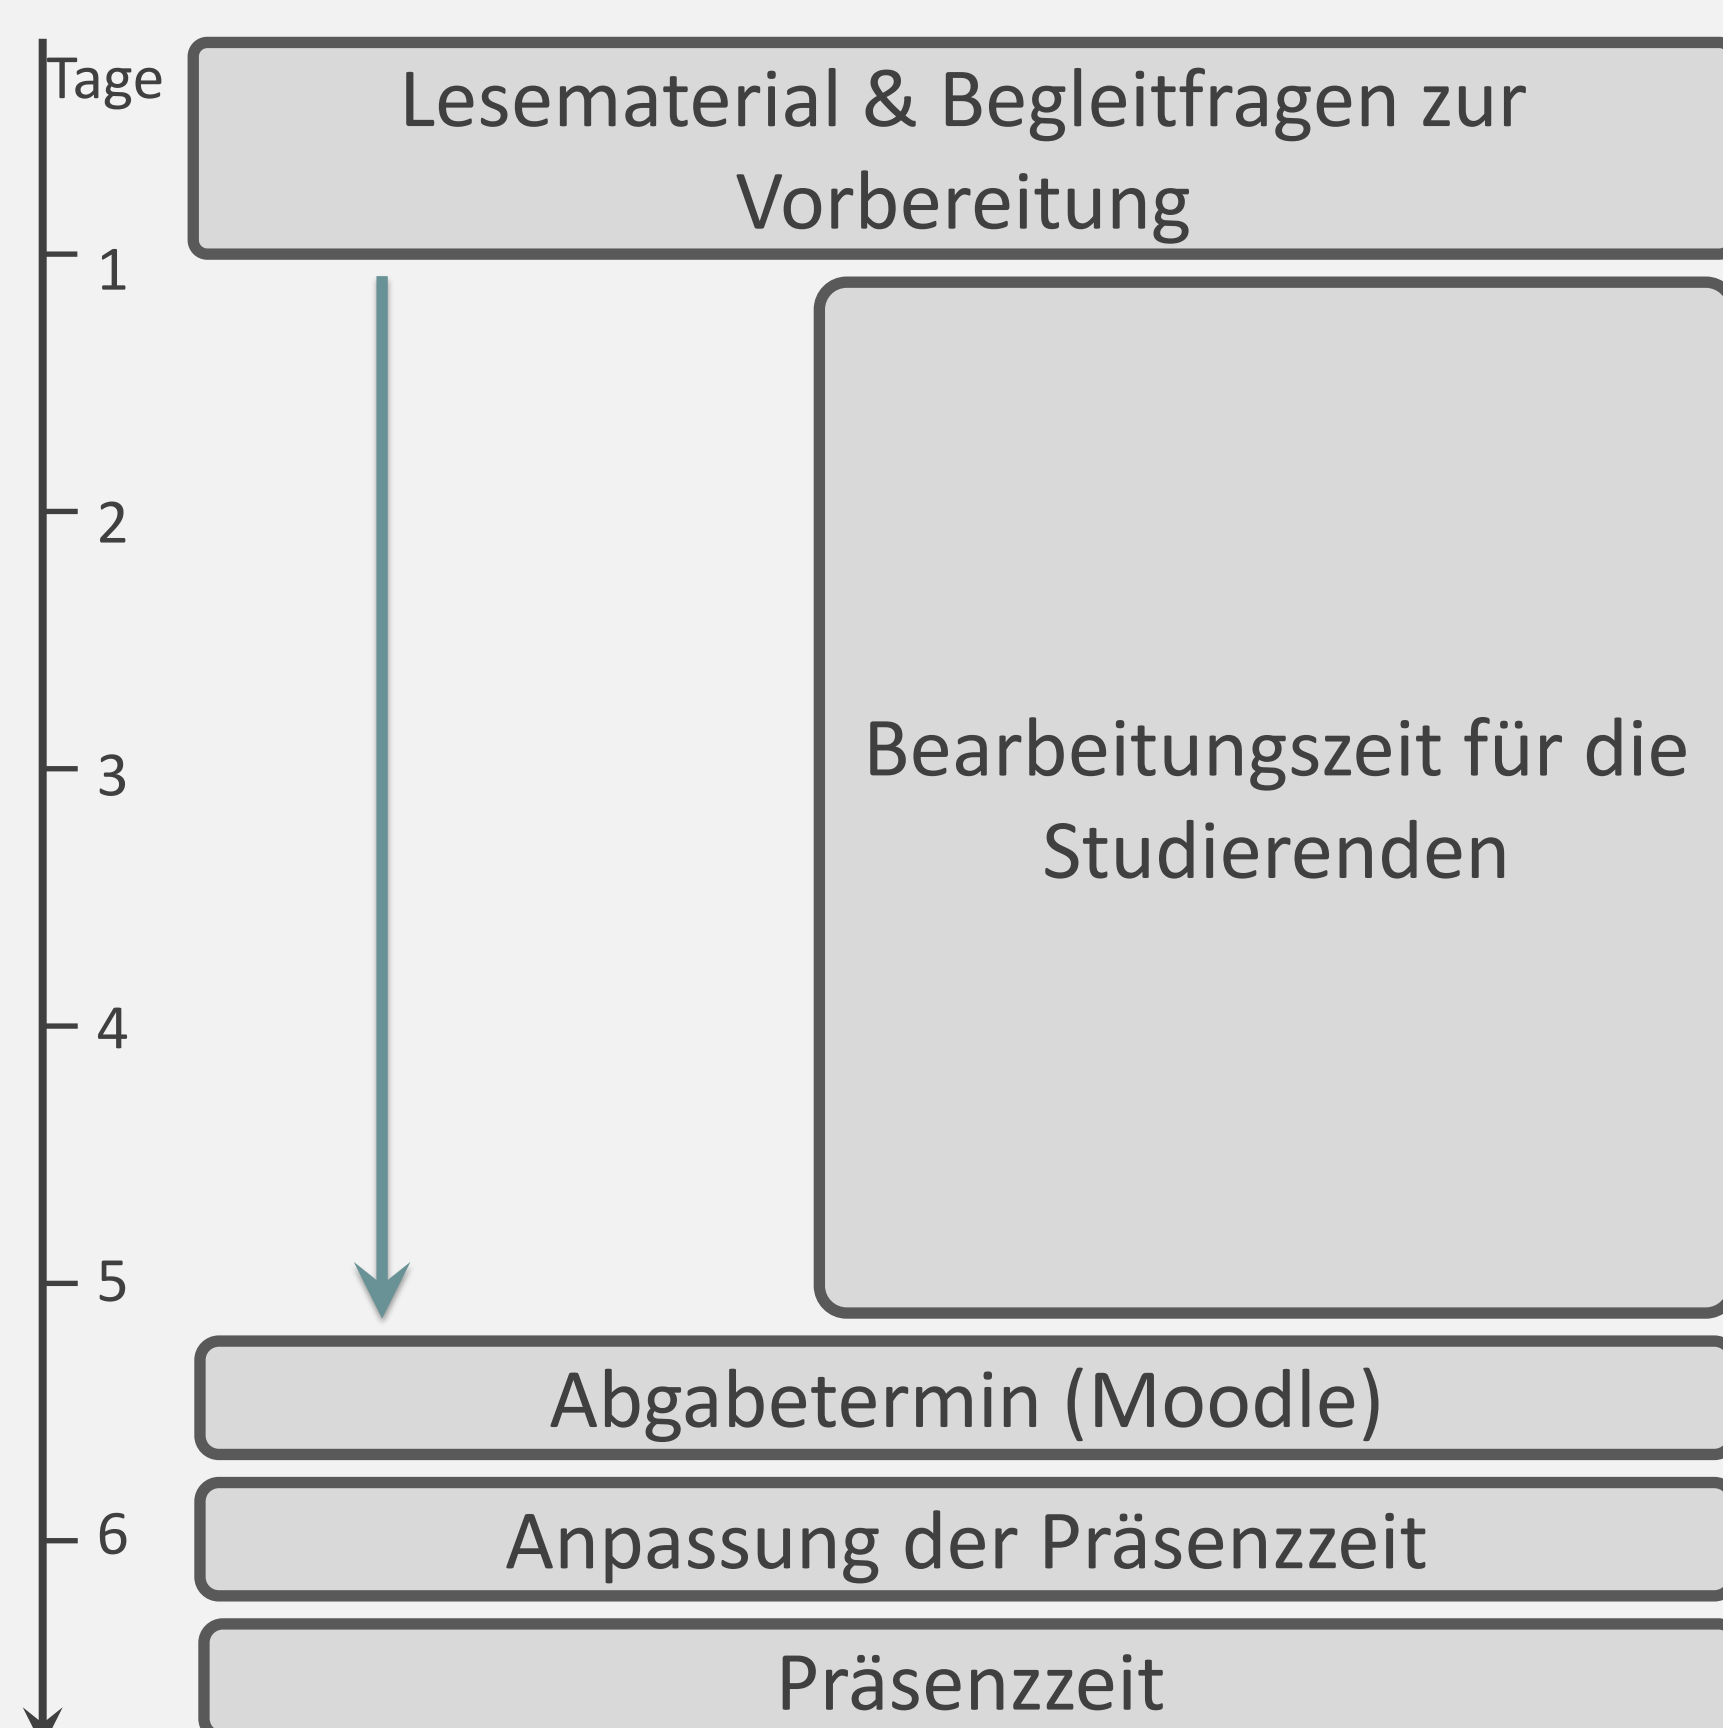 Tage
Lesematerial & Begleitfragen zur
Vorbereitung
1
2
3
Bearbeitungszeit für die
Studierenden
4
5
Abgabetermin (Moodle)
Anpassung der Präsenzzeit
6
Präsenzzeit